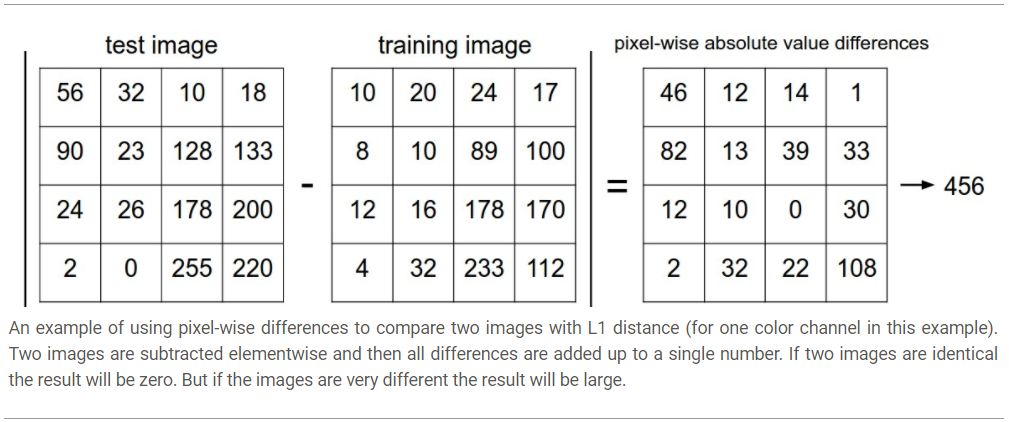 test image training image pixel-wise absolute value differences
56 32 10 18 10 20 24 17 46 12 14 1
90 23 128 133 8 10 89 100 82 13 39 33
- = → 456
24 26 178 200 12 16 178 170 12 10 0 30
2 0 255 220 4 32 233 112 2 32 22 108
An example of using pixel-wise differences to compare two images with L1 distance (for one color channel in this example).
Two images are subtracted elementwise and then all differences are added up to a single number. If two images are identical
the result will be zero. But if the images are very different the result will be large.